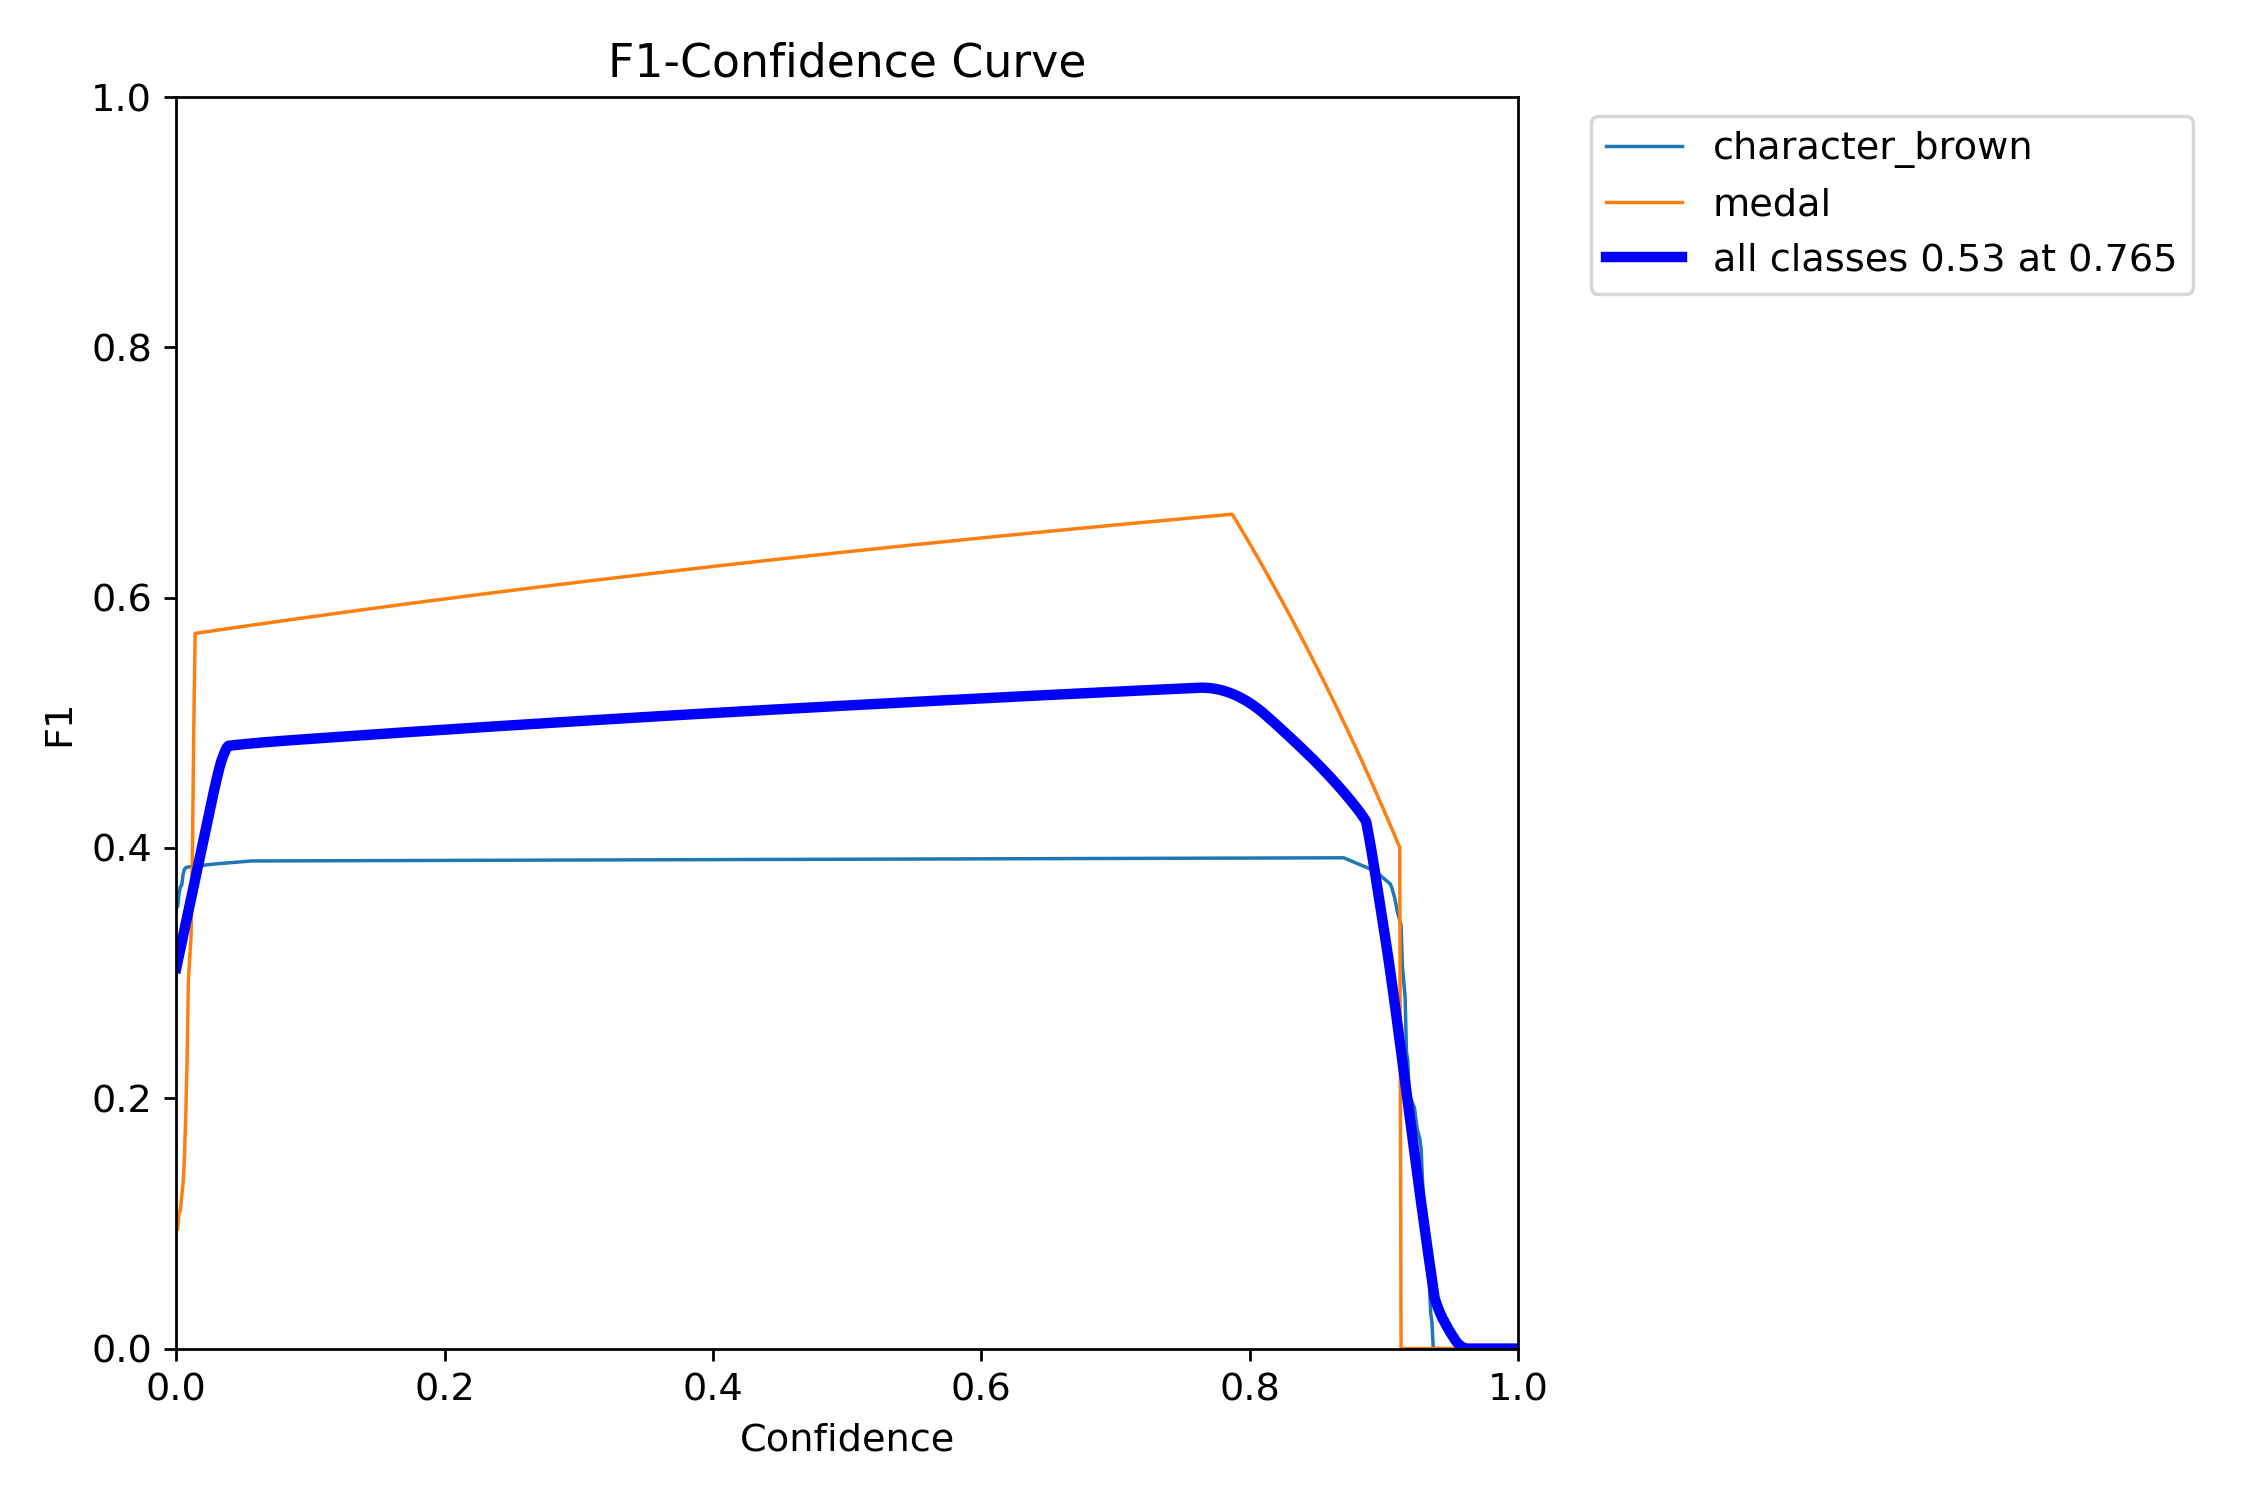 F1-Confidence Curve
1.0
0.8
0.6
0.4
0.2
0.0
F1
0.0 0.2 0.4 0.6 0.8 1.0
Confidence
character_brown
medal
all classes 0.53 at 0.765